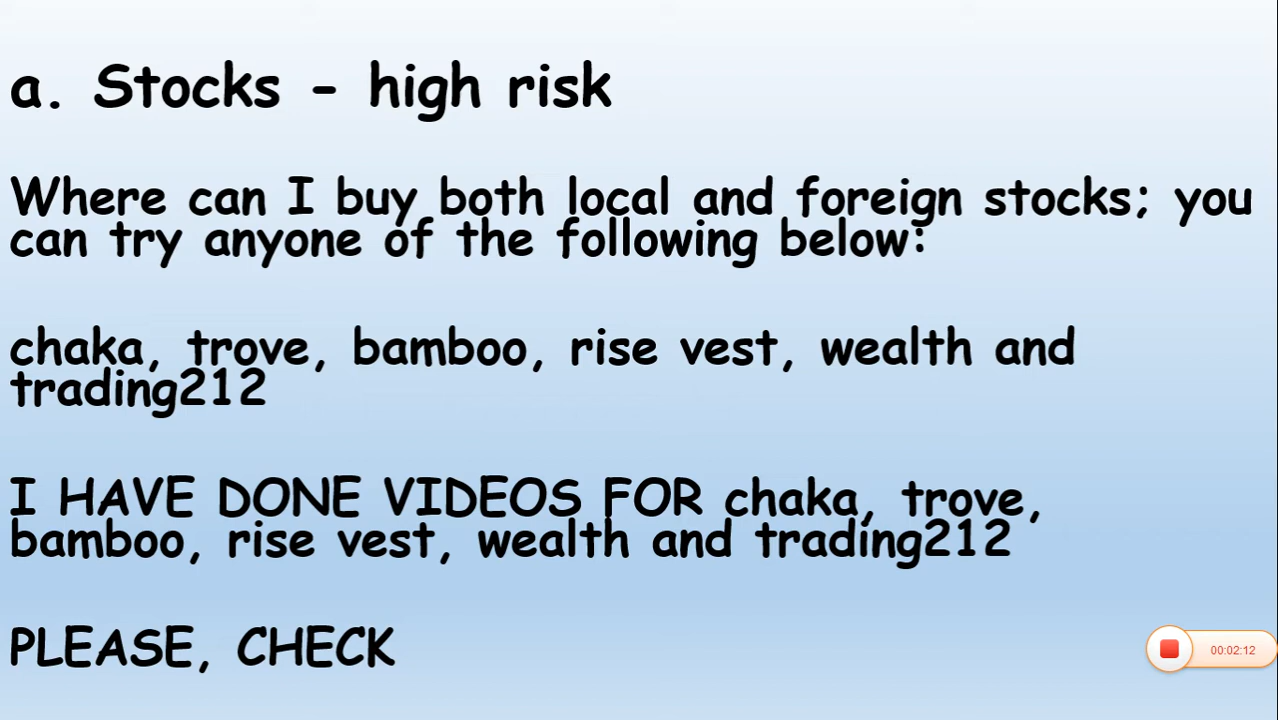 a. Stocks - high risk
Where can I buy both local and foreign stocks; you
can try anyone of the following below:
chaka, trove, bamboo, rise vest, wealth and
trading212
I HAVE DONE VIDEOS FOR chaka, trove,
bamboo, rise vest, wealth and trading212
PLEASE, CHECK
00:02:12